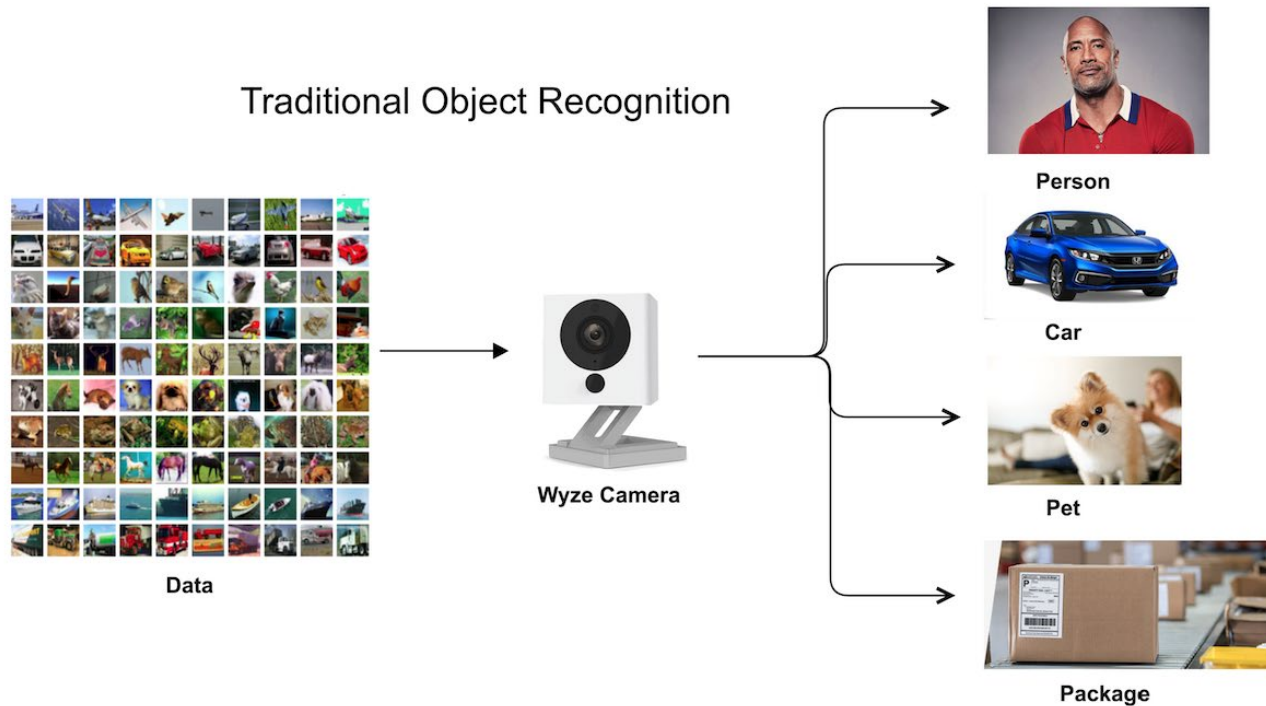 Traditional Object Recognition
Data
Wyze Camera
Person
Car
Pet
Package
P